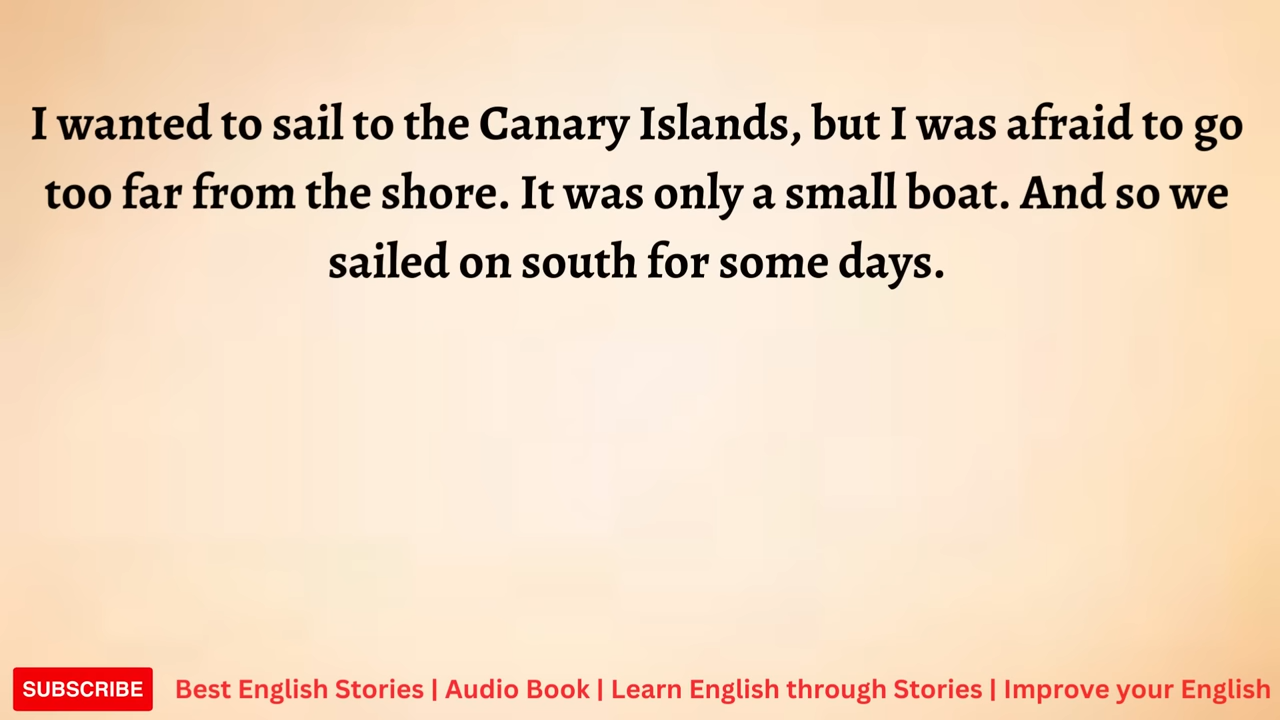 I wanted to sail to the Canary Islands, but I was afraid to go
too far from the shore. It was only a small boat. And so we
sailed on south for some days.
SUBSCRIBE
Best English Stories | Audio Book | Learn English through Stories | Improve your English